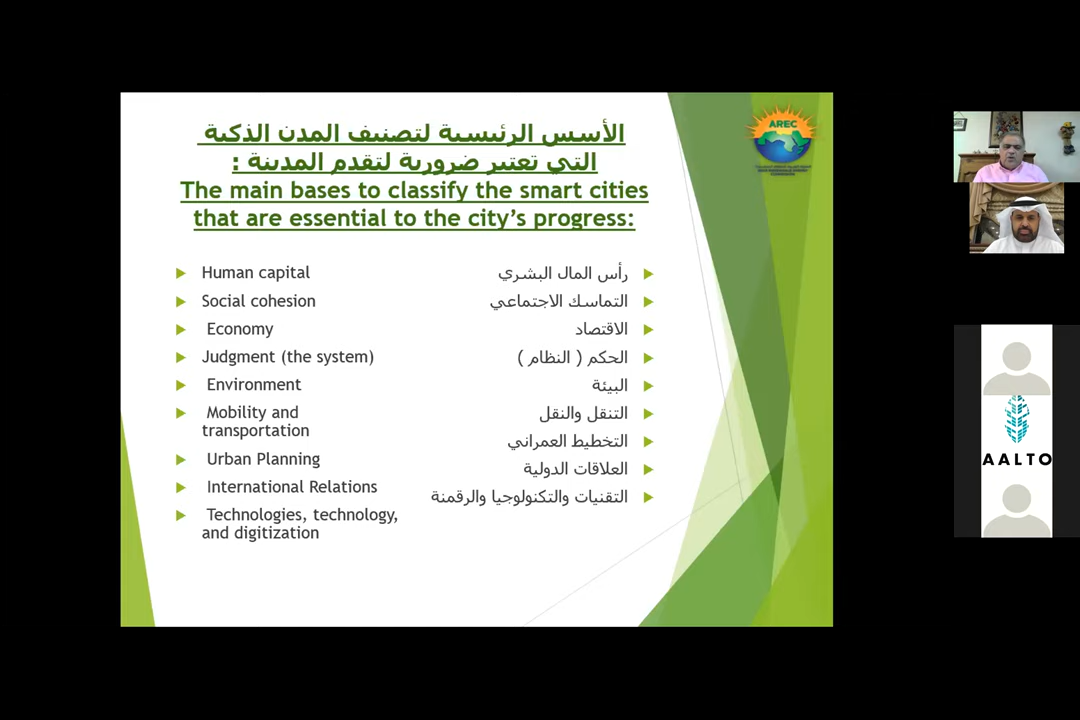 الأسس الرئيسية لتصنيف المدن الذكية
التي تعتبر ضرورية لتقدم المدينة :
The main bases to classify the smart cities
that are essential to the city's progress:
Human capital
Social cohesion
Economy
Judgment (the system)
Environment
Mobility and
transportation
Urban Planning
International Relations
Technologies, technology,
and digitization
رأس المال البشري
التماسك الاجتماعي
الاقتصاد
الحكم ( النظام )
البيئة
التنقل والنقل
التخطيط العمراني
العلاقات الدولية
التقنيات والتكنولوجيا والرقمنة
AREC
AALTO